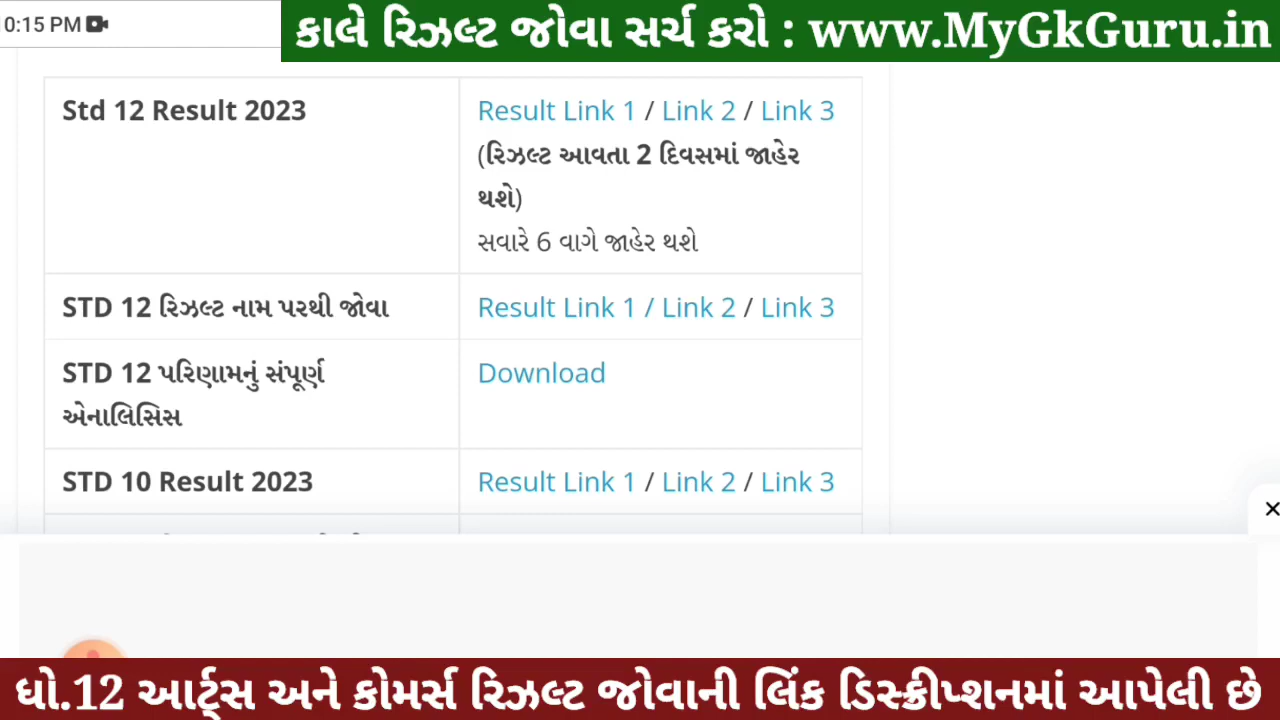 0:15 PM
કાલે રિઝલ્ટ જોવા સર્ચ કરો : www.MyGkGuru.in
Std 12 Result 2023
Result Link 1 / Link 2 / Link 3
(રિઝલ્ટ આવતા 2 દિવસમાં જાહેર
થશે)
સવારે 6 વાગે જાહેર થશે
STD 12 રિઝલ્ટ નામ પરથી જોવા
Result Link 1 / Link 2 / Link 3
STD 12 પરિણામનું સંપૂર્ણ
એનાલિસિસ
Download
STD 10 Result 2023
Result Link 1 / Link 2 / Link 3
ધો.12 આર્ટ્સ અને કોમર્સ રિઝલ્ટ જોવાની લિંક ડિસ્ક્રીપ્શનમાં આપેલી છે